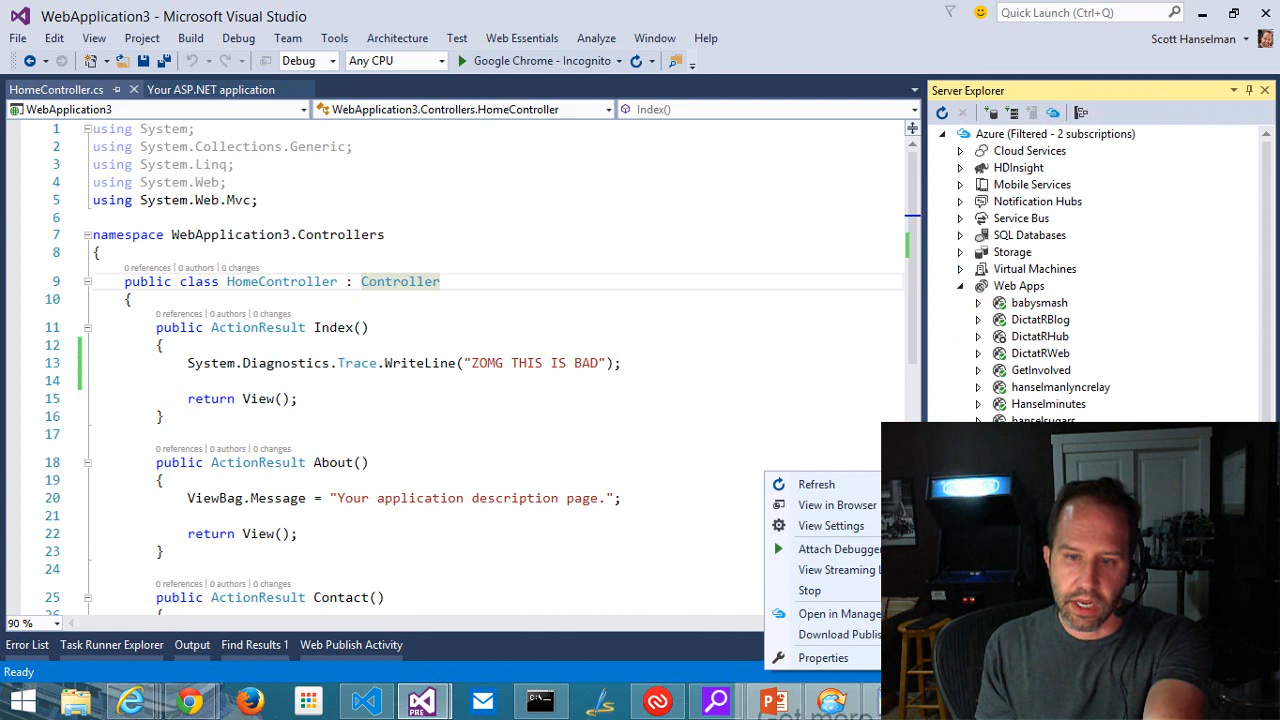 WebApplication3 - Microsoft Visual Studio
Quick Launch (Ctrl+Q)
File Edit View Project Build Debug Team Tools Architecture Test Web Essentials Analyze Window Help
Scott Hanselman
Debug Any CPU Google Chrome - Incognito
HomeController.cs Your ASP.NET application
WebApplication3 WebApplication3.Controllers.HomeController Index()
1 using System;
2 using System.Collections.Generic;
3 using System.Linq;
4 using System.Web;
5 using System.Web.Mvc;
6
7 namespace WebApplication3.Controllers
8 {
0 references | 0 authors | 0 changes
9 public class HomeController : Controller
10 {
0 references | 0 authors | 0 changes
11 public ActionResult Index()
12 {
13 System.Diagnostics.Trace.WriteLine("ZOMG THIS IS BAD");
14
15 return View();
16 }
17
0 references | 0 authors | 0 changes
18 public ActionResult About()
19 {
20 ViewBag.Message = "Your application description page.";
21
22 return View();
23 }
24
0 references | 0 authors | 0 changes
25 public ActionResult Contact()
90 %
Server Explorer
Azure (Filtered - 2 subscriptions)
Cloud Services
HDInsight
Mobile Services
Notification Hubs
Service Bus
SQL Databases
Storage
Virtual Machines
Web Apps
babysmash
DictatRBlog
DictatRHub
DictatRWeb
GetInvolved
hanselmanlyncrelay
Hanselminutes
Refresh
View in Browser
View Settings
Attach Debugger
View Streaming L
Stop
Open in Manage
Download Publis
Properties
Error List Task Runner Explorer Output Find Results 1 Web Publish Activity
Ready
PRE